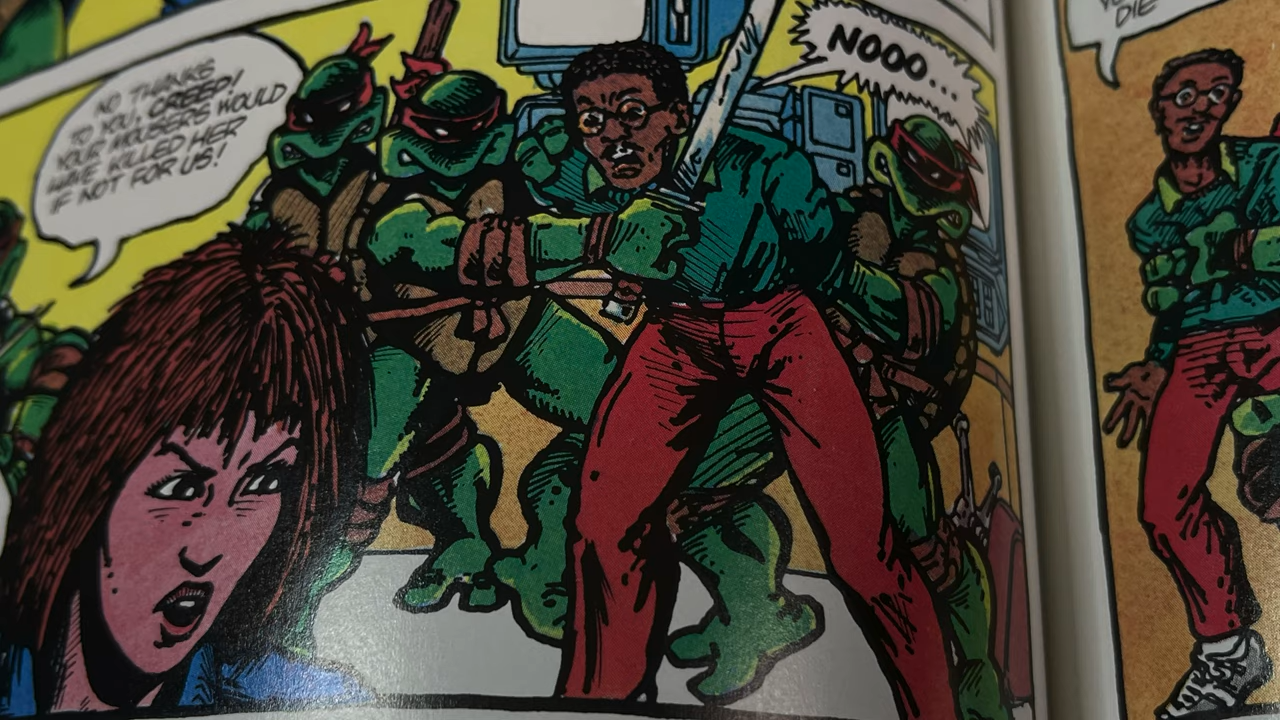 NO THANKS
TO YOU, CREEP!
YOUR MOUSERS WOULD
HAVE KILLED HER
IF NOT FOR US!
NOOO...
DIE